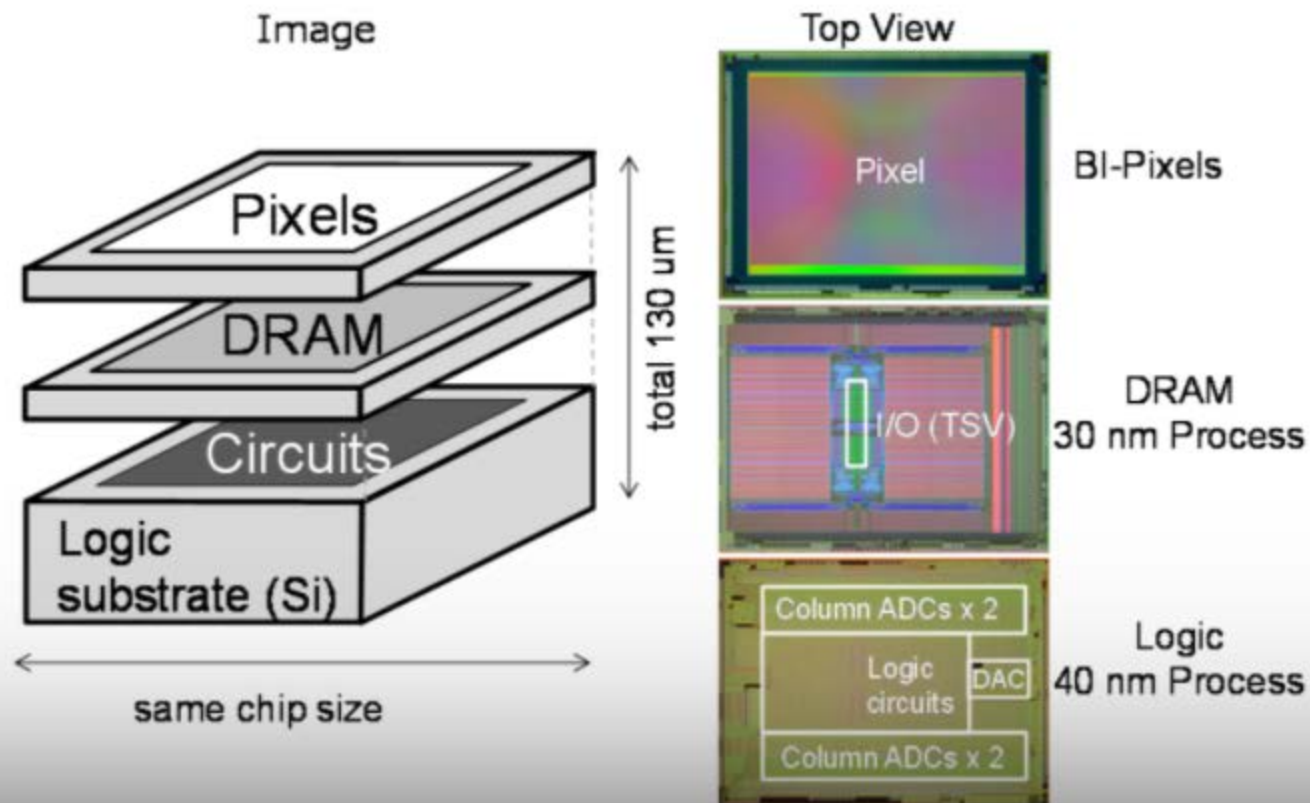 Image
Pixels
DRAM
Circuits
Logic
substrate (Si)
total 130 um
same chip size
Top View
Pixel
BI-Pixels
I/O (TSV)
DRAM
30 nm Process
Column ADCs x 2
Logic
circuits
DAC
Column ADCs x 2
Logic
40 nm Process